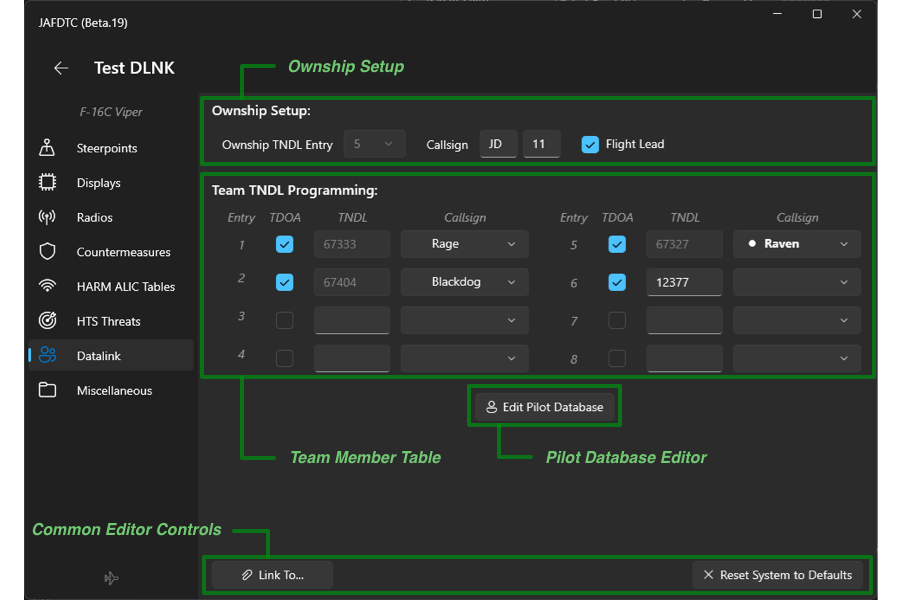 JAFDTC (Beta.19)
Test DLNK
Ownship Setup
F-16C Viper
Steerpoints
Displays
Radios
Countermeasures
HARM ALIC Tables
HTS Threats
Datalink
Miscellaneous
Ownship Setup:
Ownship TNDL Entry 5 Callsign JD 11 Flight Lead
Team TNDL Programming:
Entry TDOA TNDL Callsign Entry TDOA TNDL Callsign
1 67333 Rage 5 67327 Raven
2 67404 Blackdog 6 12377
3 7
4 8
Edit Pilot Database
Team Member Table
Pilot Database Editor
Common Editor Controls
Link To...
Reset System to Defaults